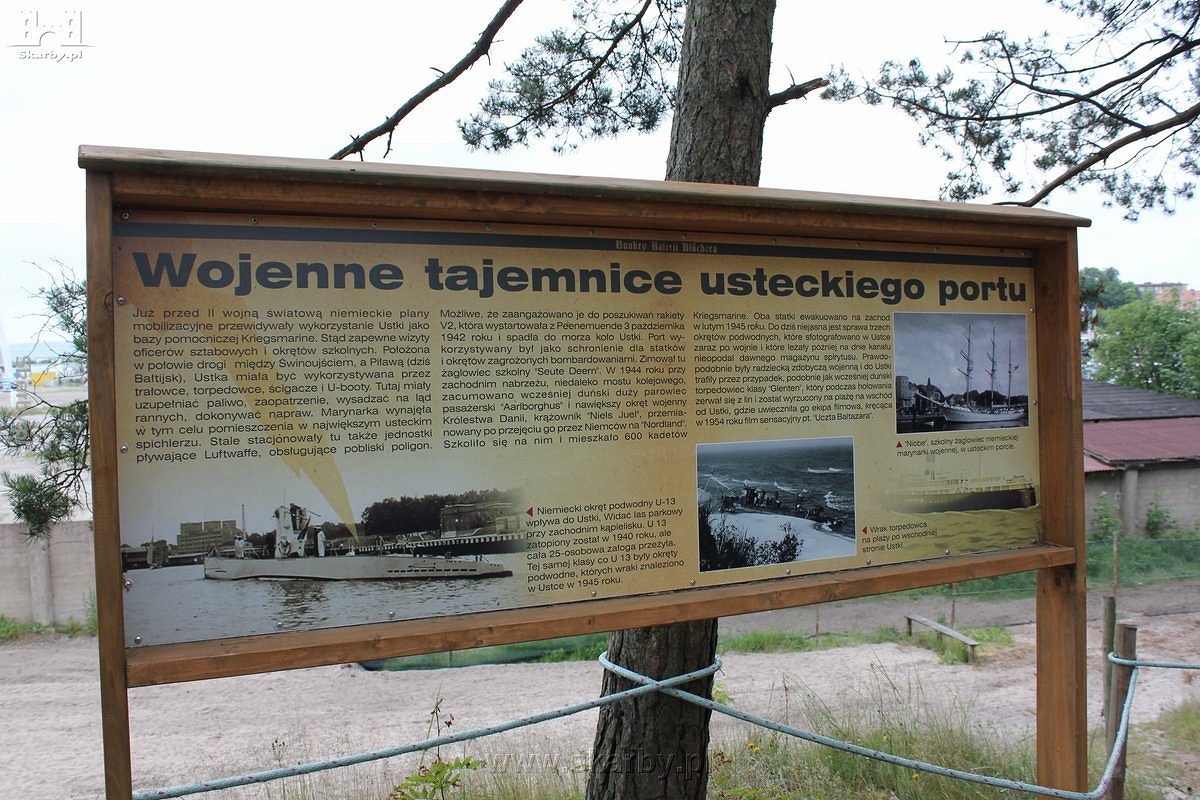 Skarby.pl
Bunkry Baterii Blüchera
Wojenne tajemnice usteckiego portu
Już przed II wojną światową niemieckie plany
mobilizacyjne przewidywały wykorzystanie Ustki jako
bazy pomocniczej Kriegsmarine. Stąd zapewne wizyty
oficerów sztabowych i okrętów szkolnych. Położona
w połowie drogi między Świnoujściem, a Piławą (dziś
Bałtijsk), Ustka miała być wykorzystywana przez
trałowce, torpedowce, ścigacze i U-booty. Tutaj miały
uzupełniać paliwo, zaopatrzenie, wysadzać na ląd
rannych, dokonywać napraw. Marynarka wynajęła
w tym celu pomieszczenia w największym usteckim
spichlerzu. Stale stacjonowały tu także jednostki
pływające Luftwaffe, obsługujące pobliski poligon.
Możliwe, że zaangażowano je do poszukiwań rakiety
V2, która wystartowała z Peenemuende 3 października
1942 roku i spadła do morza koło Ustki. Port wy-
korzystywany był jako schronienie dla statków
i okrętów zagrożonych bombardowaniami. Zimował tu
żaglowiec szkolny "Seute Deern". W 1944 roku przy
zachodnim nabrzeżu, niedaleko mostu kolejowego,
zacumowano wcześniej duński duży parowiec
pasażerski "Aarlborghus" i największy okręt wojenny
Królestwa Danii, krążownik "Niels Juel", przemia-
nowany po przejęciu go przez Niemców na "Nordland".
Szkoliło się na nim i mieszkało 600 kadetów
Kriegsmarine. Oba statki ewakuowano na zachód
w lutym 1945 roku. Do dziś niejasna jest sprawa trzech
okrętów podwodnych, które sfotografowano w Ustce
zaraz po wojnie i które leżały później na dnie kanału
nieopodal dawnego magazynu spirytusu. Prawdo-
podobnie były radziecką zdobyczą wojenną i do Ustki
trafiły przez przypadek, podobnie jak wcześniej duński
torpedowiec klasy "Glenten", który podczas holowania
zerwał się z lin i został wyrzucony na plażę na wschód
od Ustki, gdzie uwieczniła go ekipa filmowa, kręcąca
w 1954 roku film sensacyjny pt. "Uczta Baltazara".
"Niobe", szkolny żaglowiec niemieckiej
marynarki wojennej, w usteckim porcie.
Niemiecki okręt podwodny U-13
wpływa do Ustki. Widać las parkowy
przy zachodnim kąpielisku. U 13
zatopiony został w 1940 roku, ale
cała 25-osobowa załoga przeżyła.
Tej samej klasy co U 13 były okręty
podwodne, których wraki znaleziono
w Ustce w 1945 roku.
Wrak torpedowca
na plaży po wschodniej
stronie Ustki.
www.skarby.pl